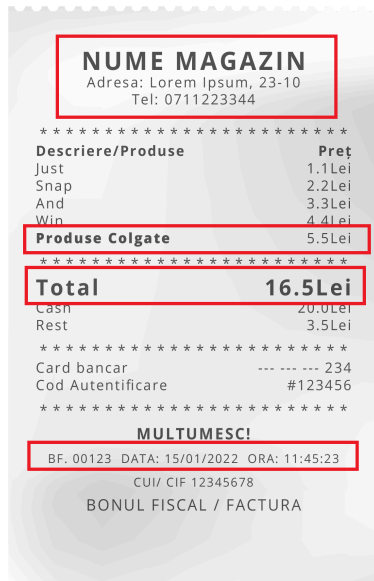 NUME MAGAZIN
Adresa: Lorem Ipsum, 23-10
Tel: 0711223344
* * * * * * * * * * * * * * * * * * * * * * * *
Descriere/Produse Preț
Just 1.1Lei
Snap 2.2Lei
And 3.3Lei
Win 4.4Lei
Produse Colgate 5.5Lei
* * * * * * * * * * * * * * * * * * * * * * * *
Total 16.5Lei
Cash 20.0Lei
Rest 3.5Lei
* * * * * * * * * * * * * * * * * * * * * * * *
Card bancar --- --- --- 234
Cod Autentificare #123456
* * * * * * * * * * * * * * * * * * * * * * * *
MULTUMESC!
BF. 00123 DATA: 15/01/2022 ORA: 11:45:23
CUI/ CIF 12345678
BONUL FISCAL / FACTURA